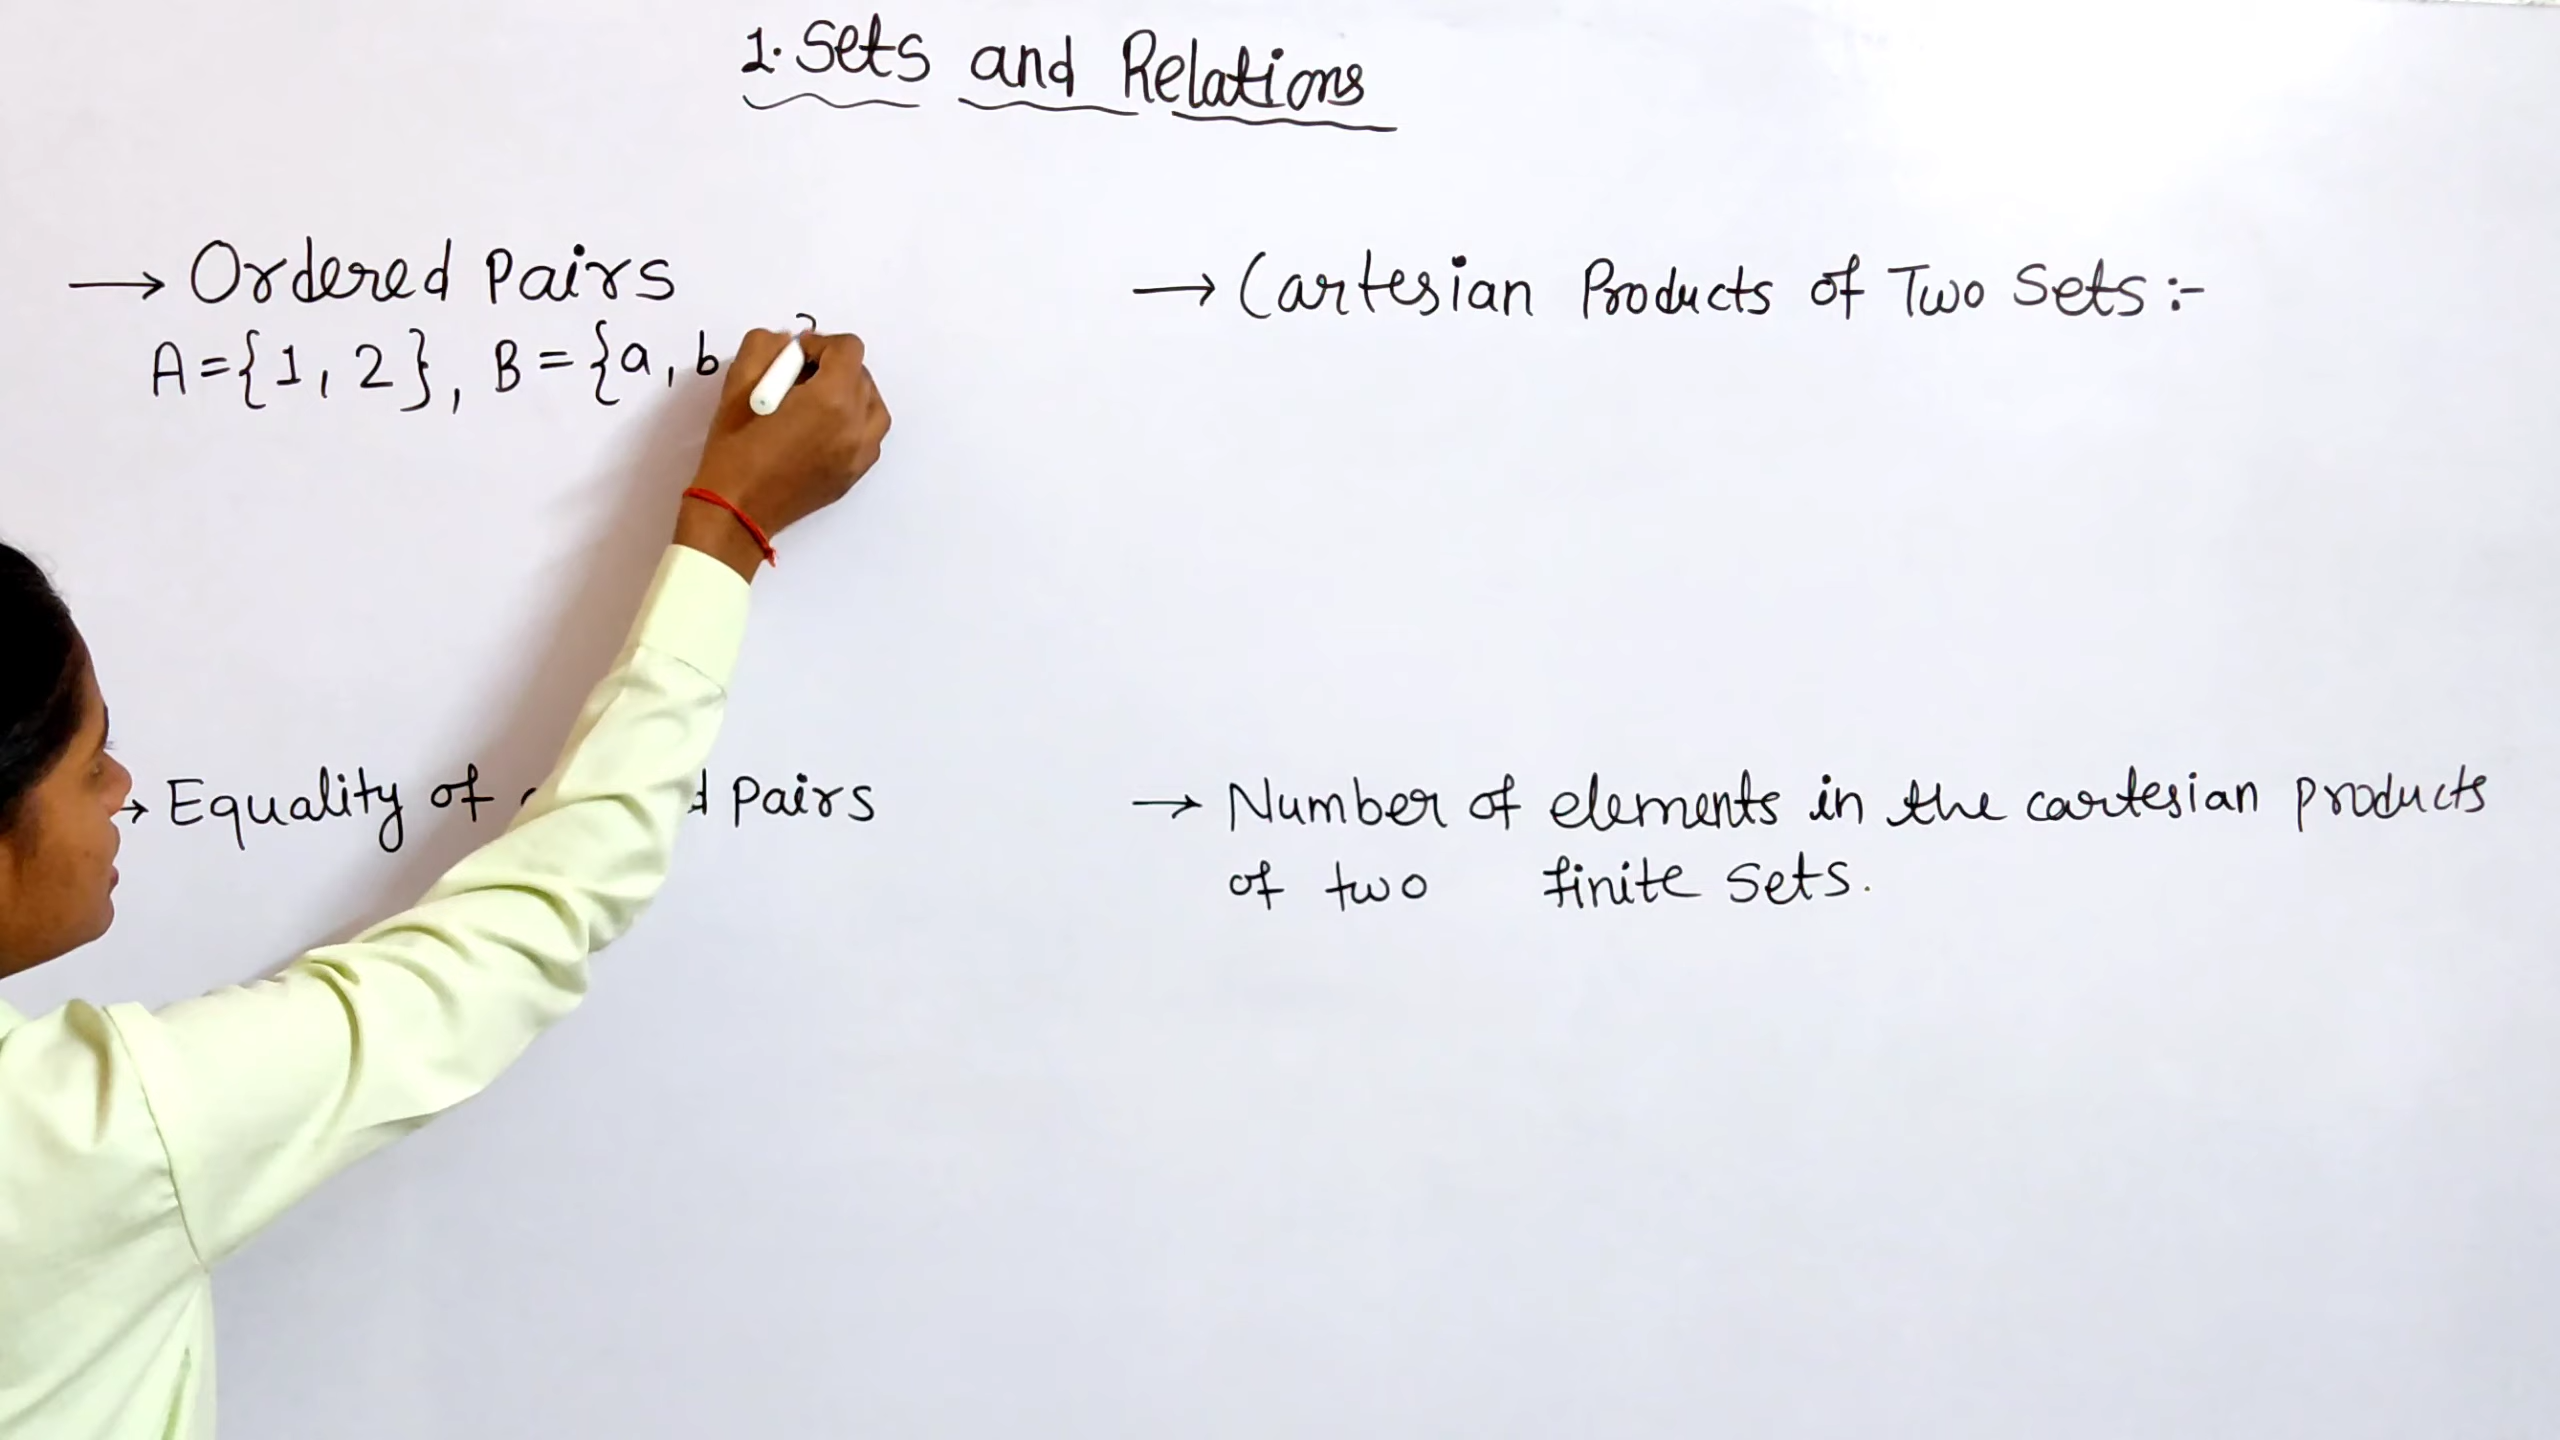 1. Sets and Relations
→ Ordered Pairs
A={1, 2}, B={a, b
→ Equality of Pairs
→ Cartesian Products of Two Sets:-
→ Number of elements in the cartesian products
of two finite sets.